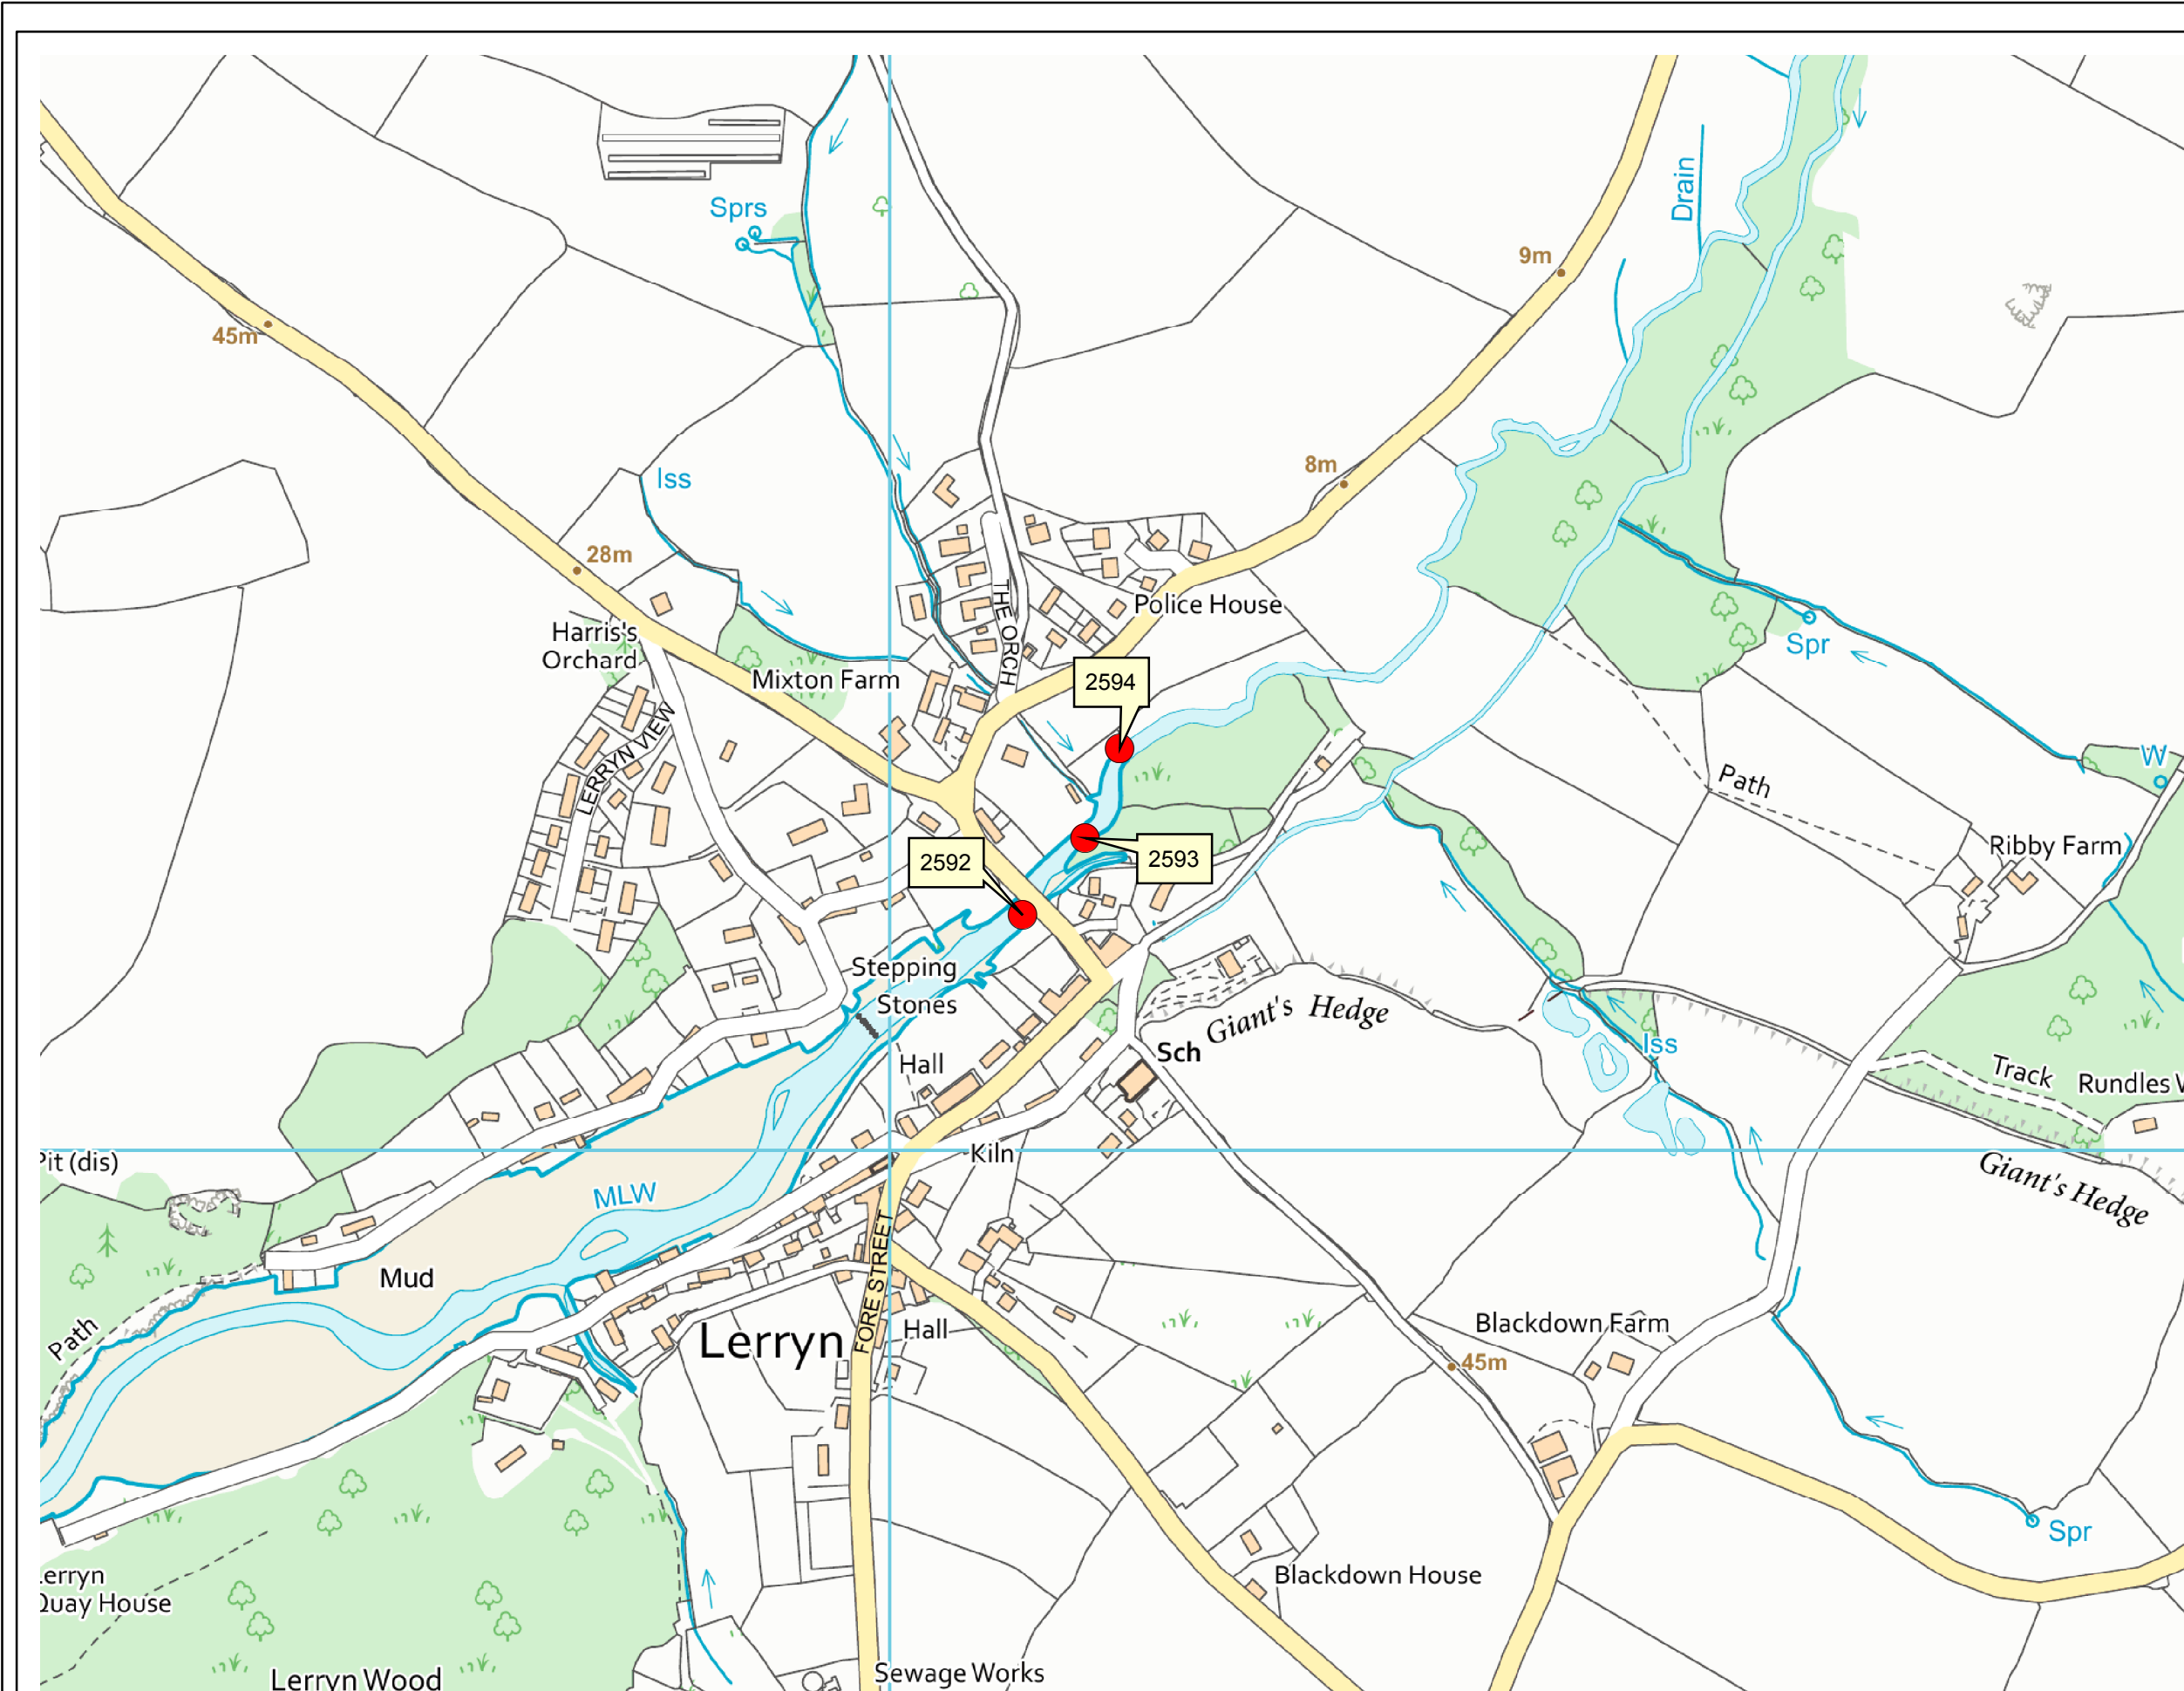 Sprs
Drain
9m
45m
8m
Iss
28m
THE ORCH
Police House
Harris's
Orchard
Mixton Farm
2594
Spr
LERRYN VIEW
W
Path
2592
2593
Ribby Farm
Stepping
Stones
Giant's Hedge
Sch
Hall
Iss
Track
Rundles W
Kiln
Pit (dis)
MLW
Giant's Hedge
Mud
Path
FORE STREET
Lerryn
Hall
Blackdown Farm
45m
Spr
Lerryn
Quay House
Blackdown House
Lerryn Wood
Sewage Works